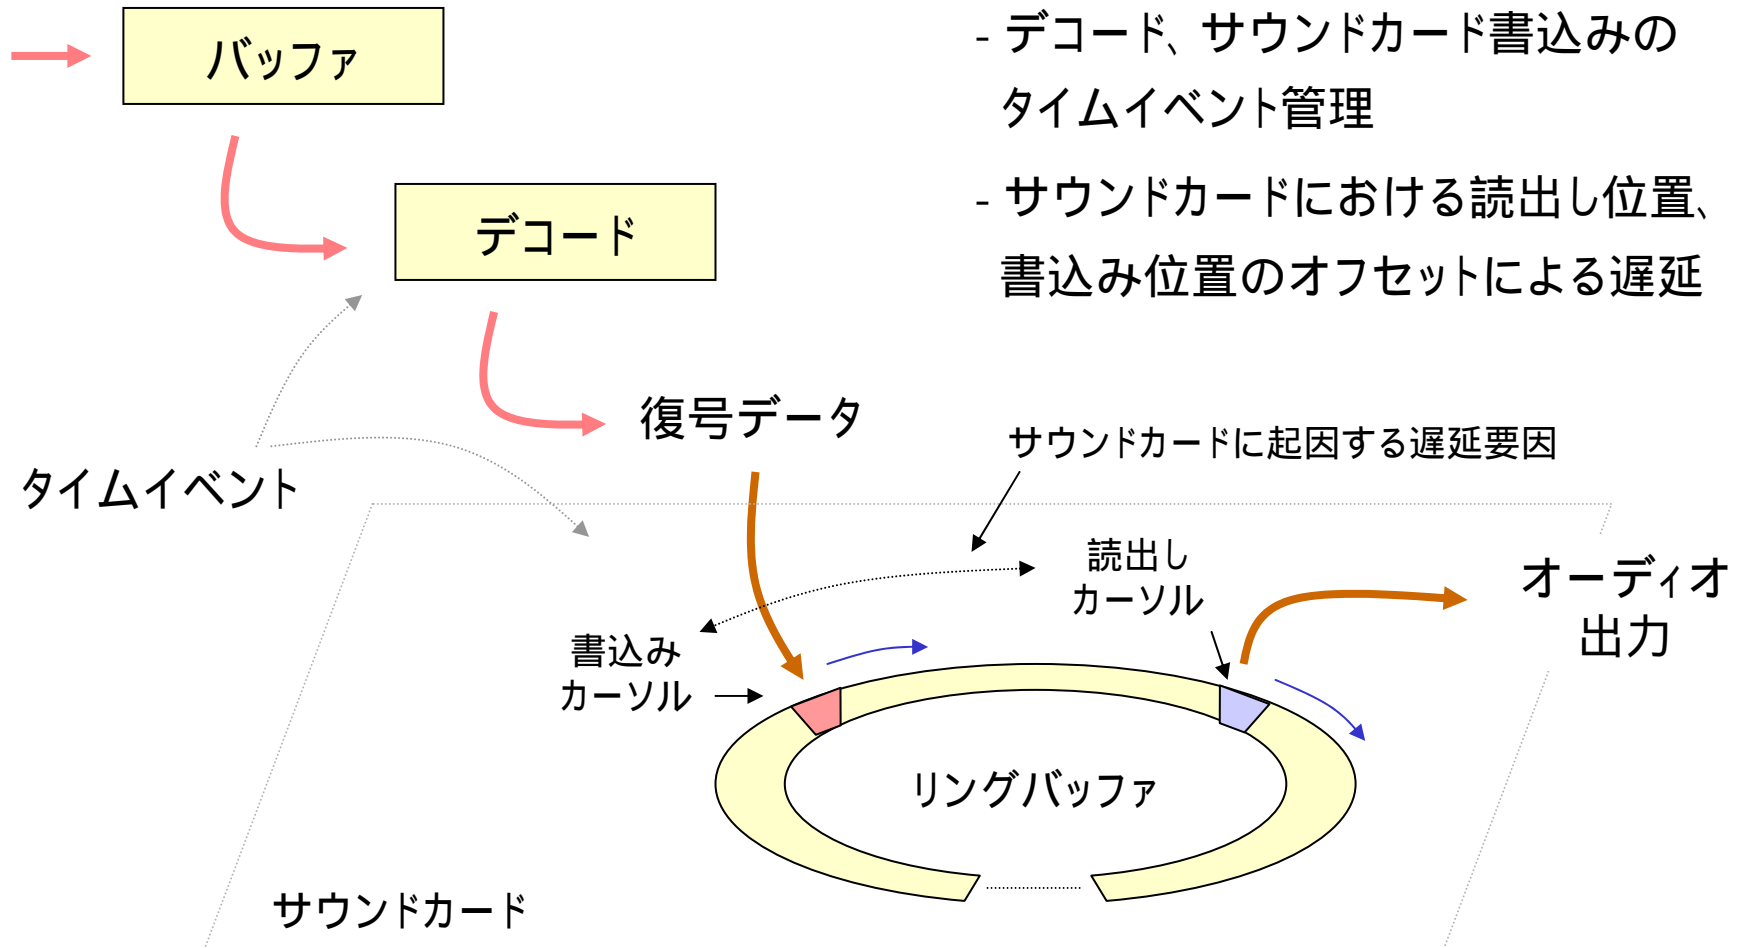 バッファ
- デコード、サウンドカード書込みの
タイムイベント管理
デコード
- サウンドカードにおける読出し位置、
書込み位置のオフセットによる遅延
復号データ
サウンドカードに起因する遅延要因
タイムイベント
読出し
カーソル
オーディオ
出力
書込み
カーソル
リングバッファ
サウンドカード